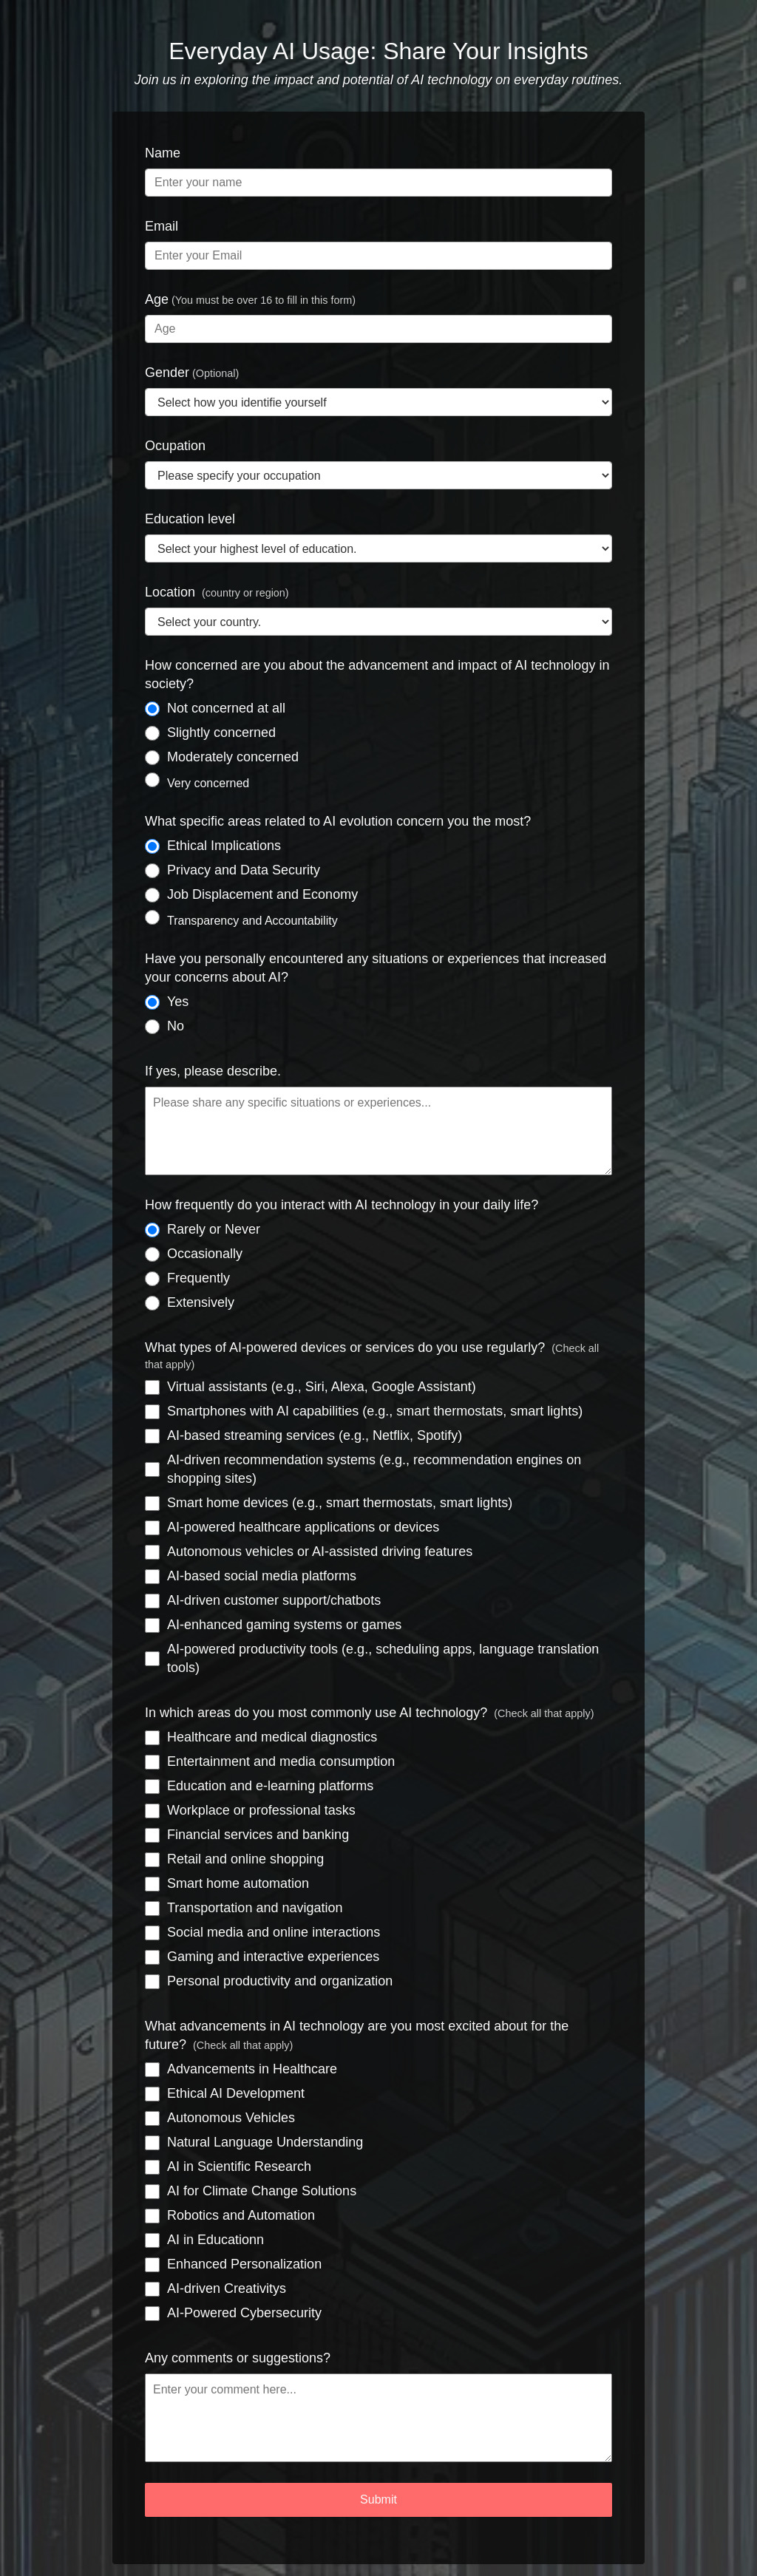 Everyday AI Usage: Share Your Insights
Join us in exploring the impact and potential of AI technology on everyday routines.
Name
Enter your name
Email
Enter your Email
Age (You must be over 16 to fill in this form)
Age
Gender (Optional)
Select how you identifie yourself
Ocupation
Please specify your occupation
Education level
Select your highest level of education.
Location (country or region)
Select your country.
How concerned are you about the advancement and impact of AI technology in
society?
Not concerned at all
Slightly concerned
Moderately concerned
Very concerned
What specific areas related to AI evolution concern you the most?
Ethical Implications
Privacy and Data Security
Job Displacement and Economy
Transparency and Accountability
Have you personally encountered any situations or experiences that increased
your concerns about AI?
Yes
No
If yes, please describe.
Please share any specific situations or experiences...
How frequently do you interact with AI technology in your daily life?
Rarely or Never
Occasionally
Frequently
Extensively
What types of AI-powered devices or services do you use regularly? (Check all
that apply)
Virtual assistants (e.g., Siri, Alexa, Google Assistant)
Smartphones with AI capabilities (e.g., smart thermostats, smart lights)
AI-based streaming services (e.g., Netflix, Spotify)
AI-driven recommendation systems (e.g., recommendation engines on
shopping sites)
Smart home devices (e.g., smart thermostats, smart lights)
AI-powered healthcare applications or devices
Autonomous vehicles or AI-assisted driving features
AI-based social media platforms
AI-driven customer support/chatbots
AI-enhanced gaming systems or games
AI-powered productivity tools (e.g., scheduling apps, language translation
tools)
In which areas do you most commonly use AI technology? (Check all that apply)
Healthcare and medical diagnostics
Entertainment and media consumption
Education and e-learning platforms
Workplace or professional tasks
Financial services and banking
Retail and online shopping
Smart home automation
Transportation and navigation
Social media and online interactions
Gaming and interactive experiences
Personal productivity and organization
What advancements in AI technology are you most excited about for the
future? (Check all that apply)
Advancements in Healthcare
Ethical AI Development
Autonomous Vehicles
Natural Language Understanding
AI in Scientific Research
AI for Climate Change Solutions
Robotics and Automation
AI in Educationn
Enhanced Personalization
AI-driven Creativitys
AI-Powered Cybersecurity
Any comments or suggestions?
Enter your comment here...
Submit